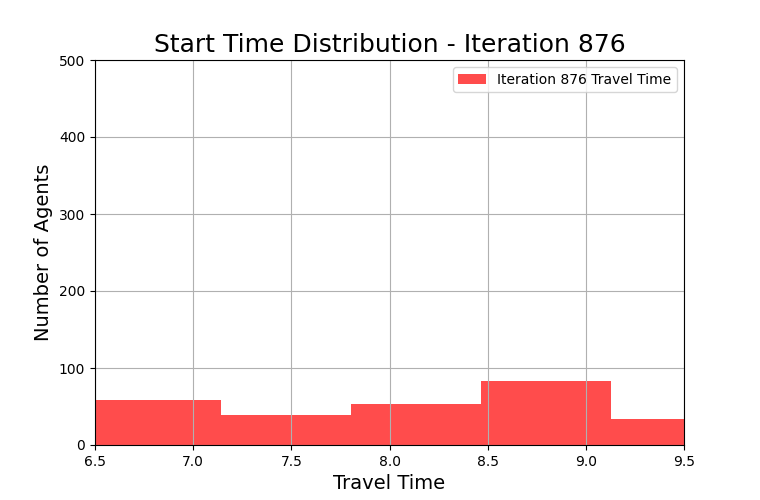 Start Time Distribution - Iteration 876
Iteration 876 Travel Time
Number of Agents
500
400
300
200
100
0
6.5 7.0 7.5 8.0 8.5 9.0 9.5
Travel Time